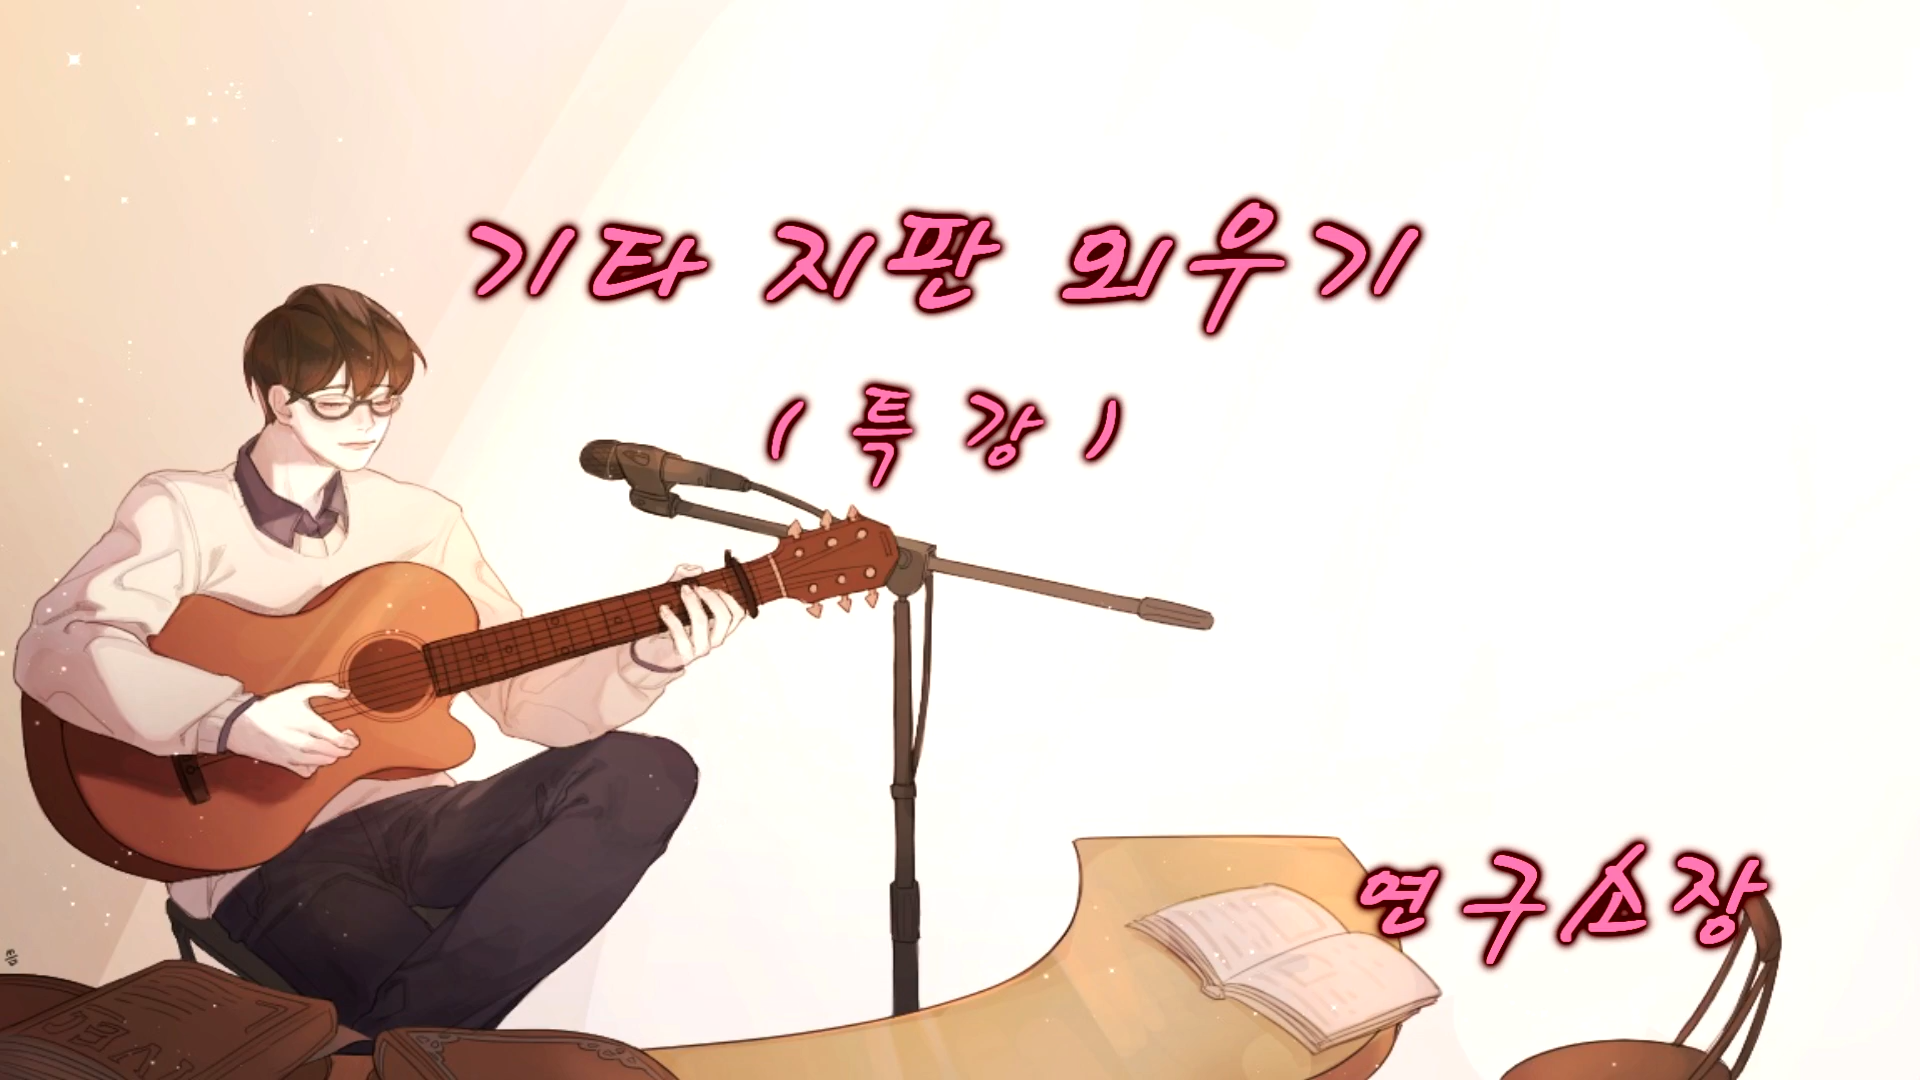 기타 지판 외우기
( 특 강 )
연구소장